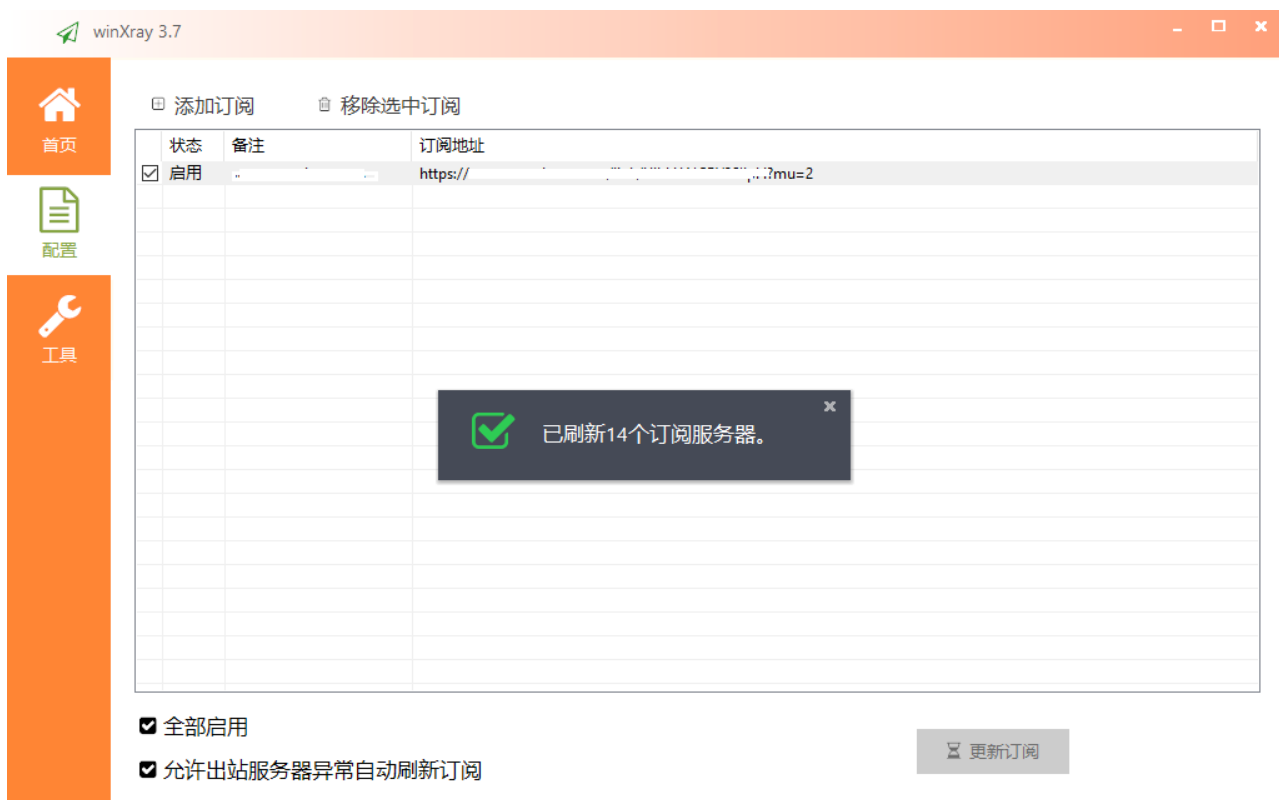 winXray 3.7
首页
配置
工具
添加订阅 移除选中订阅
状态 备注 订阅地址
启用 https:// ?mu=2
已刷新14个订阅服务器。
全部启用
允许出站服务器异常自动刷新订阅
更新订阅